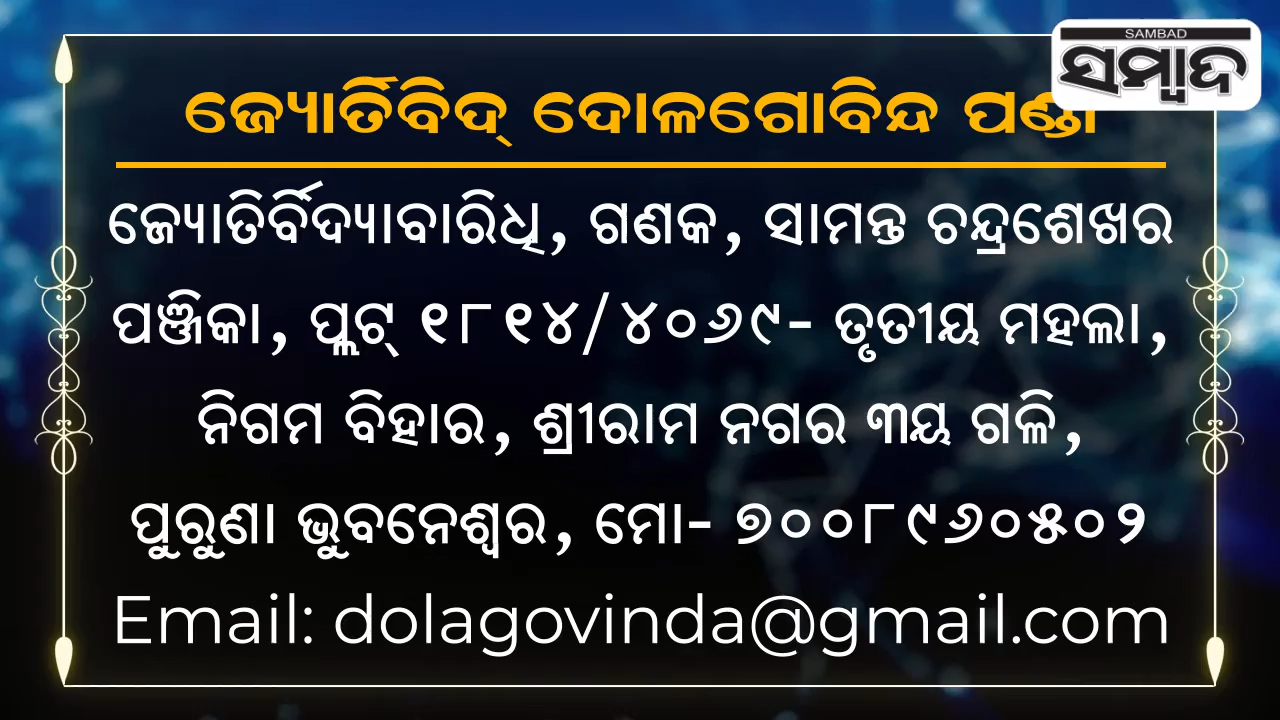 SAMBAD
ସମ୍ବାଦ
ଜ୍ୟୋର୍ତିବିଦ୍ ଦୋଳଗୋବିନ୍ଦ ପଣ୍ଡା
ଜ୍ୟୋତିର୍ବିଦ୍ୟାବାରିଧି, ଗଣକ, ସାମନ୍ତ ଚନ୍ଦ୍ରଶେଖର
ପଞ୍ଜିକା, ପ୍ଲଟ୍ ୧୮୧୪/୪୦୬୯- ତୃତୀୟ ମହଲା,
ନିଗମ ବିହାର, ଶ୍ରୀରାମ ନଗର ୩ୟ ଗଳି,
ପୁରୁଣା ଭୁବନେଶ୍ୱର, ମୋ- ୭୦୦୮୯୬୦୫୦୨
Email: dolagovinda@gmail.com